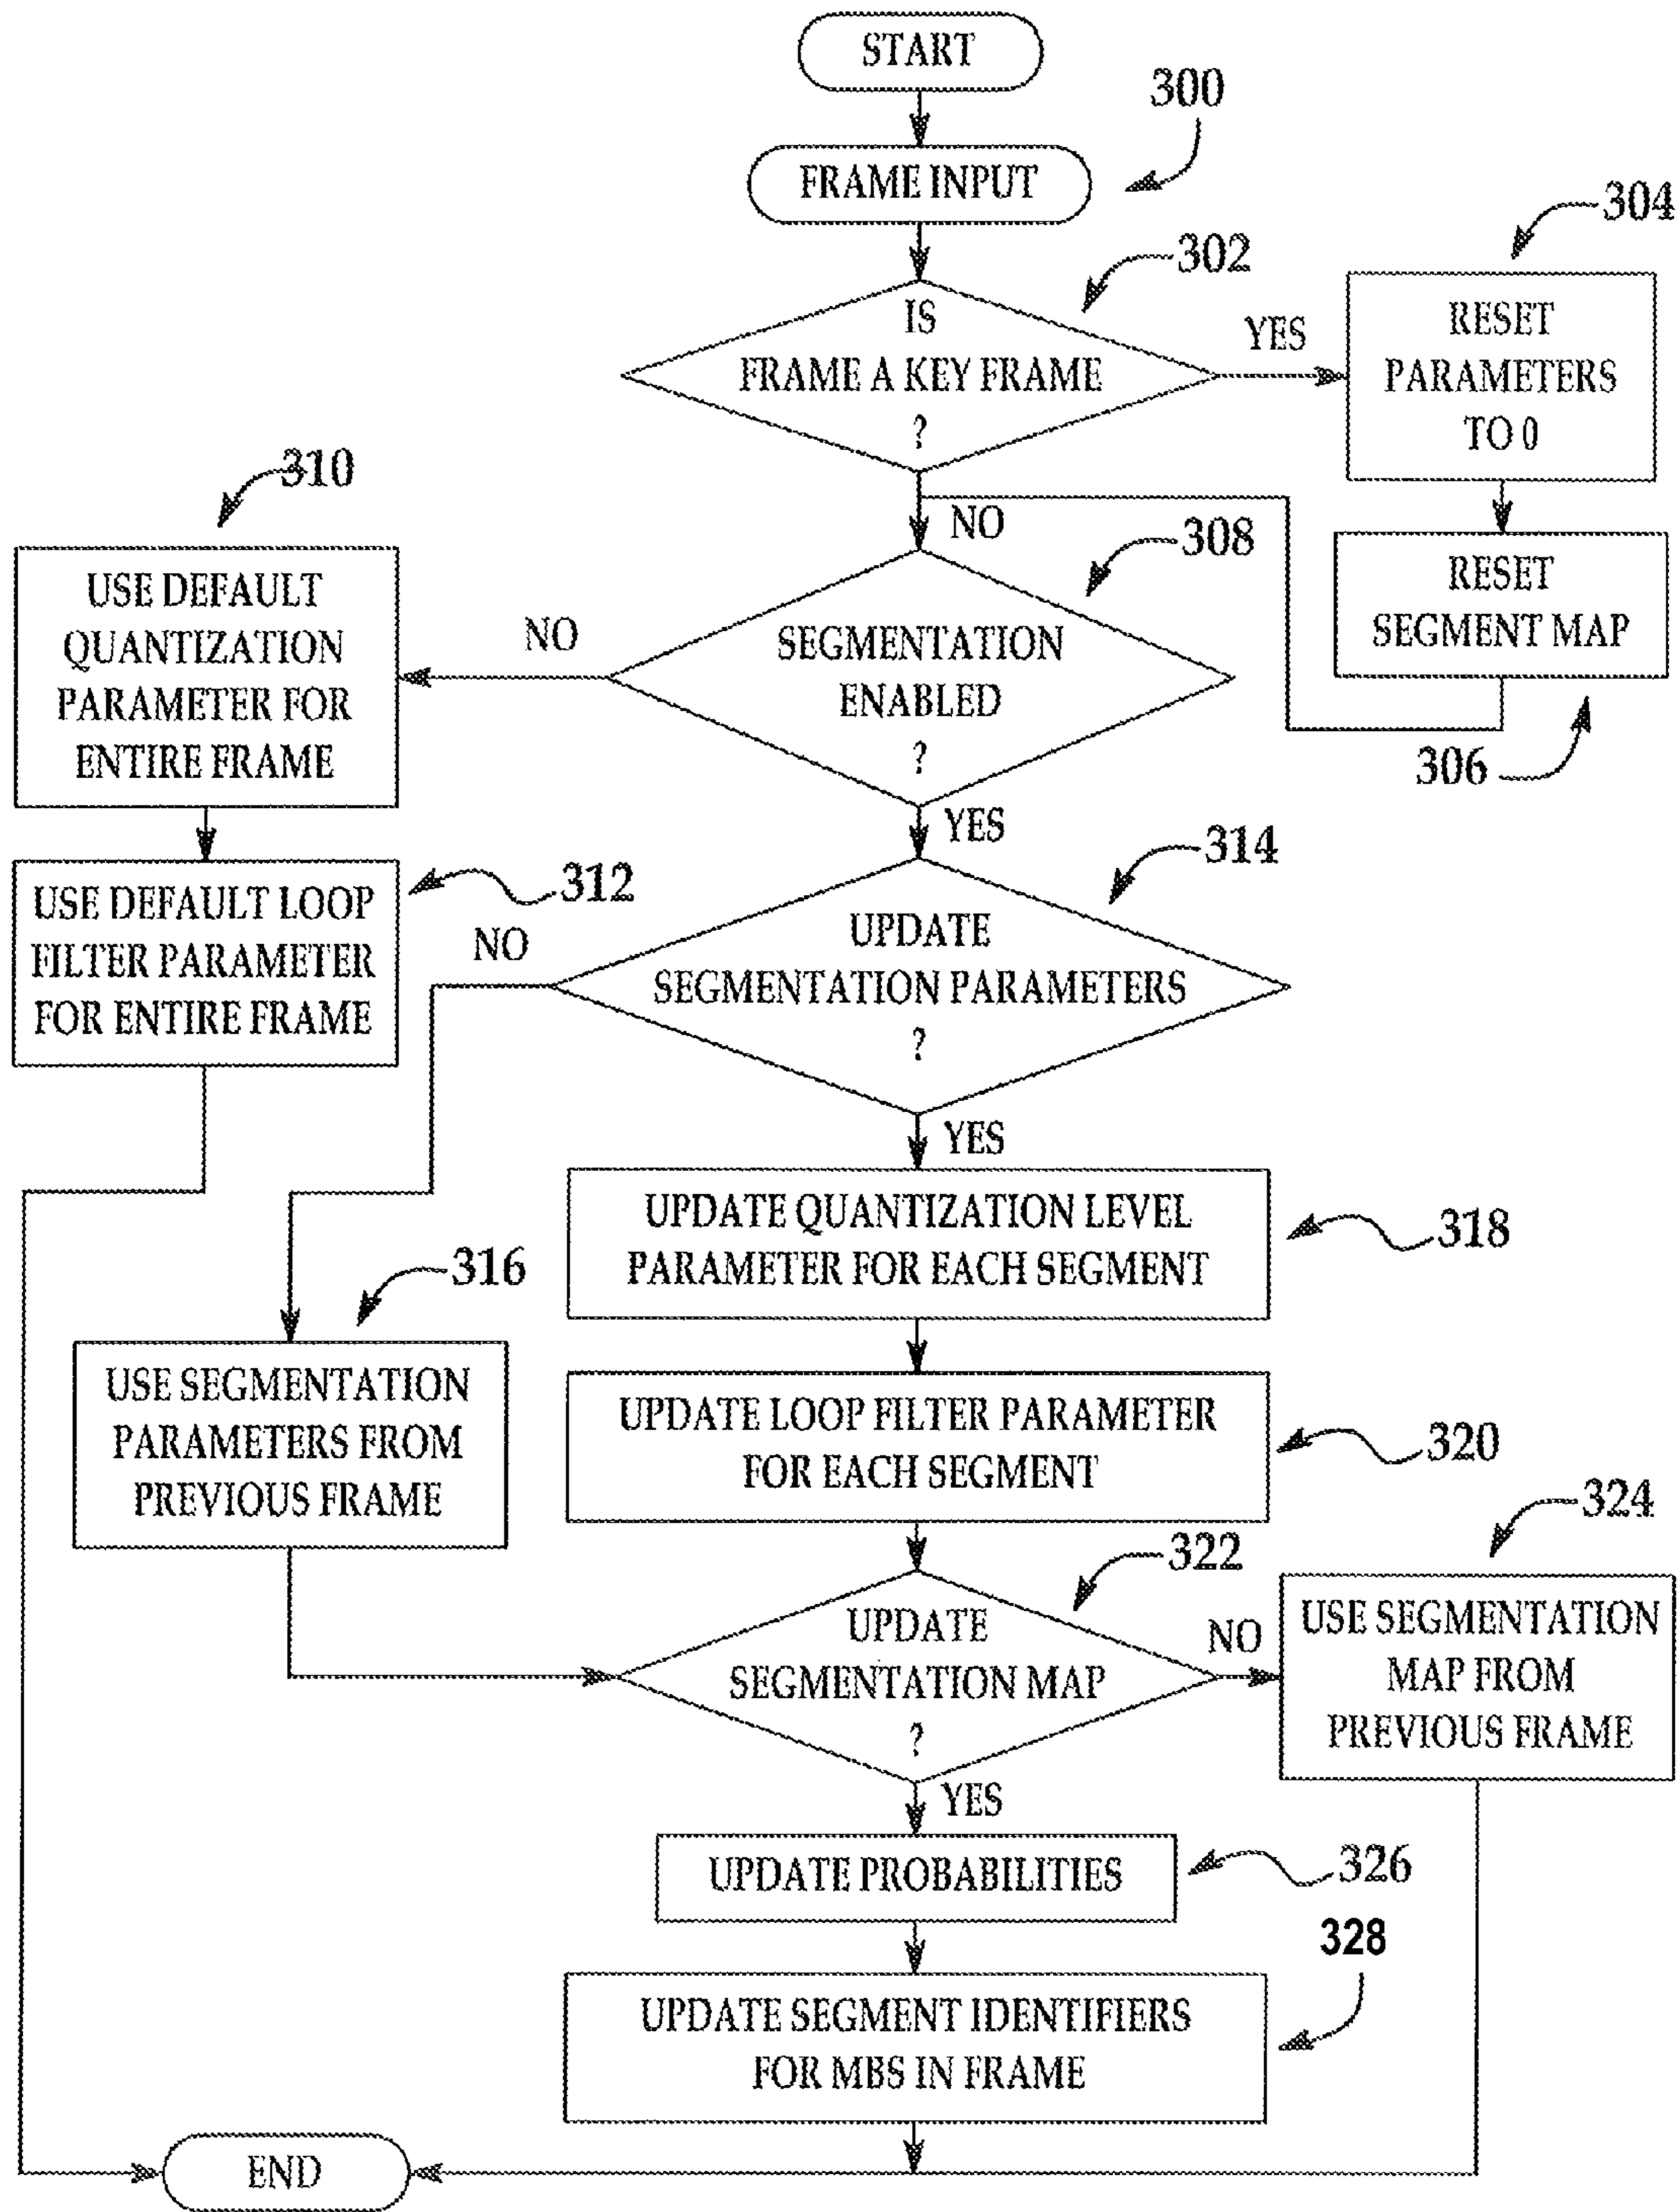 START
300
FRAME INPUT
304
302
IS
FRAME A KEY FRAME
?
YES
RESET
PARAMETERS
TO 0
310
NO
308
RESET
SEGMENT MAP
306
USE DEFAULT
QUANTIZATION
PARAMETER FOR
ENTIRE FRAME
NO
SEGMENTATION
ENABLED
?
YES
314
312
USE DEFAULT LOOP
FILTER PARAMETER
FOR ENTIRE FRAME
NO
UPDATE
SEGMENTATION PARAMETERS
?
YES
UPDATE QUANTIZATION LEVEL
PARAMETER FOR EACH SEGMENT
318
316
USE SEGMENTATION
PARAMETERS FROM
PREVIOUS FRAME
UPDATE LOOP FILTER PARAMETER
FOR EACH SEGMENT
320
324
322
UPDATE
SEGMENTATION MAP
?
NO
USE SEGMENTATION
MAP FROM
PREVIOUS FRAME
YES
UPDATE PROBABILITIES
326
328
UPDATE SEGMENT IDENTIFIERS
FOR MBS IN FRAME
END